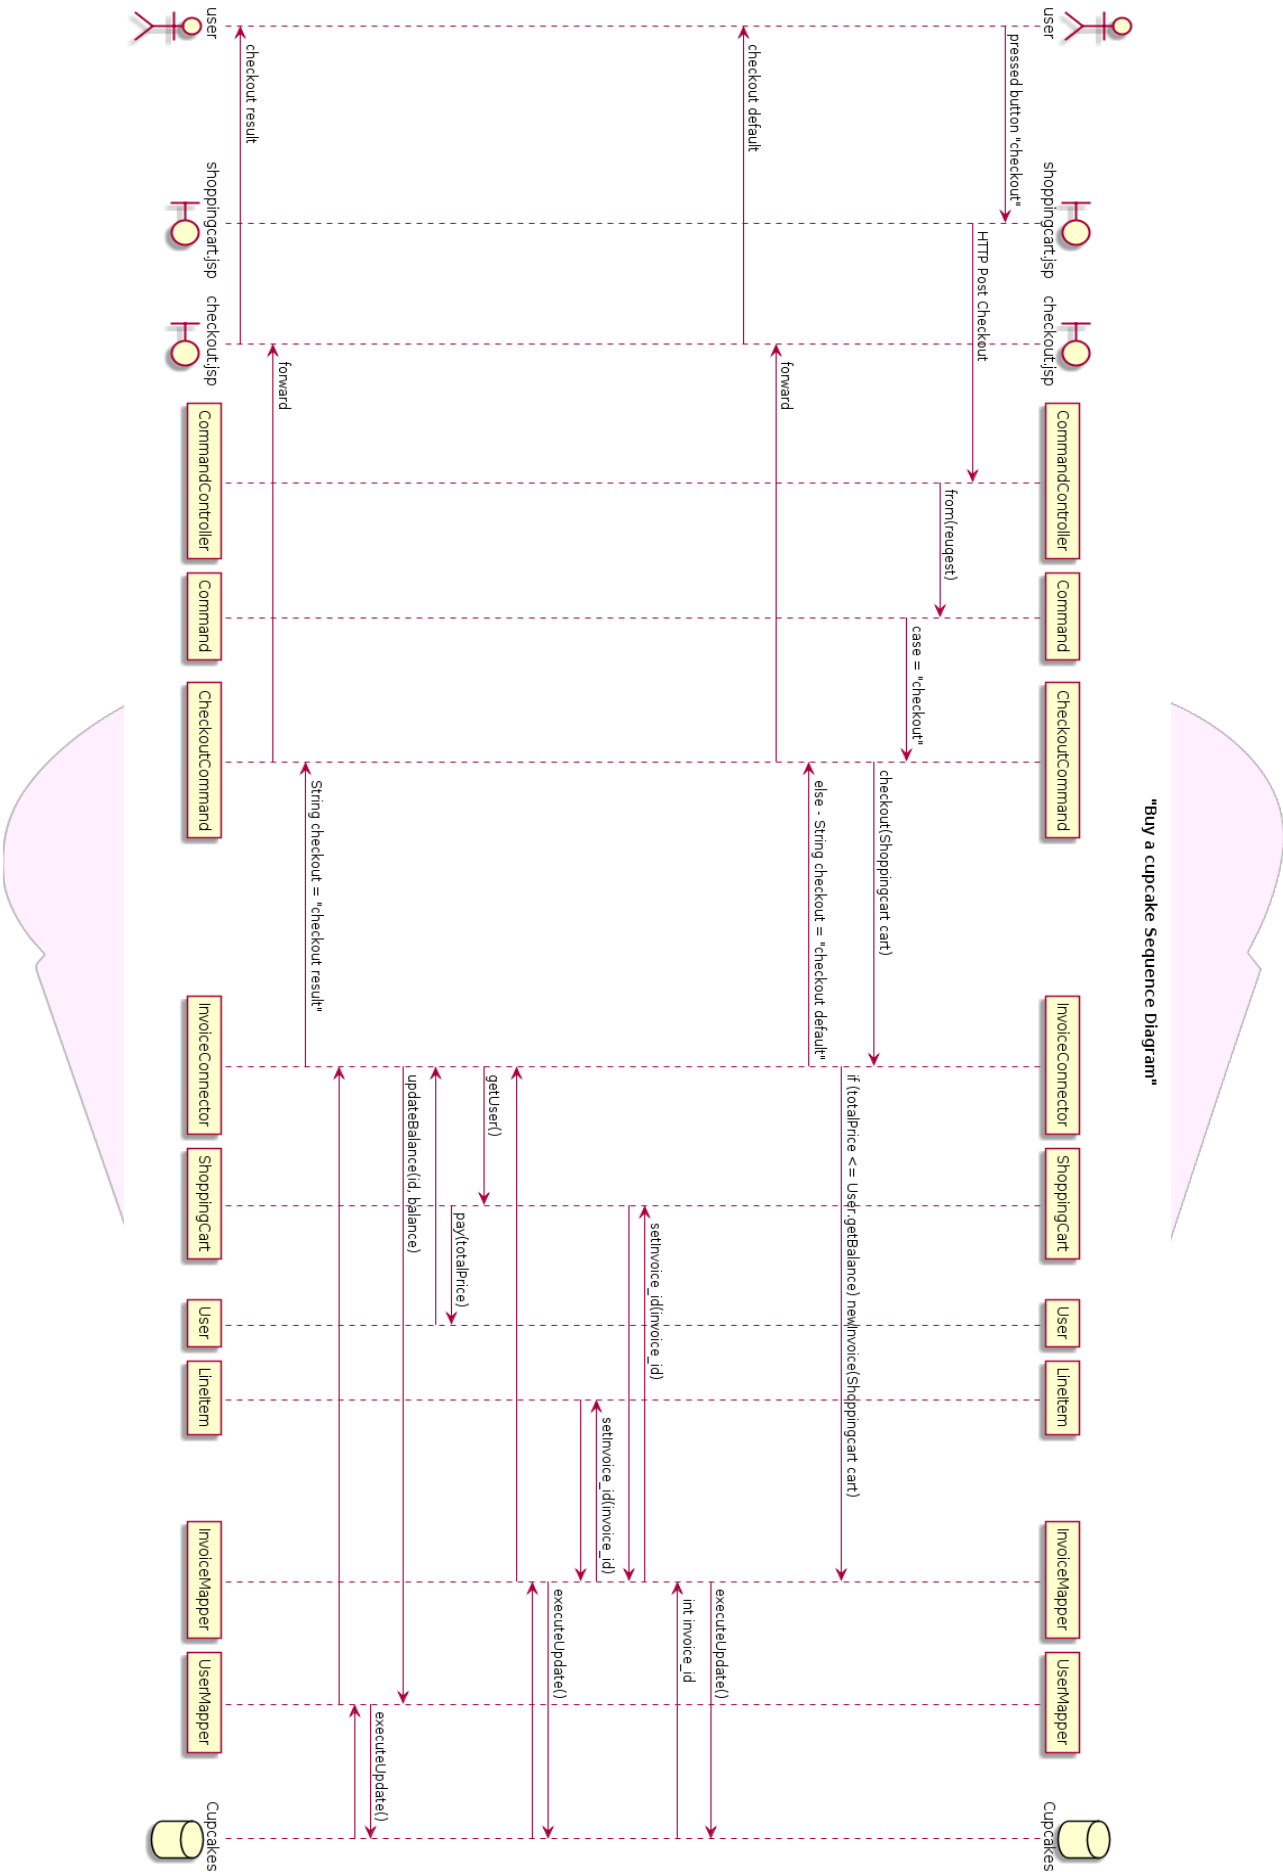 "Buy a cupcake Sequence Diagram"
user
shoppingcart.jsp
checkout.jsp
CommandController
Command
CheckoutCommand
InvoiceConnector
ShoppingCart
User
LineItem
InvoiceMapper
UserMapper
Cupcakes
pressed button "checkout"
HTTP Post Checkout
from(reuqest)
case = "checkout"
checkout(Shoppingcart cart)
if (totalPrice <= User.getBalance) newInvoice(Shoppingcart cart)
else - String checkout = "checkout default"
forward
checkout default
executeUpdate()
int invoice_id
setInvoice_id(invoice_id)
setInvoice_id(invoice_id)
executeUpdate()
getUser()
pay(totalPrice)
updateBalance(id, balance)
executeUpdate()
String checkout = "checkout result"
forward
checkout result
user
shoppingcart.jsp
checkout.jsp
CommandController
Command
CheckoutCommand
InvoiceConnector
ShoppingCart
User
LineItem
InvoiceMapper
UserMapper
Cupcakes